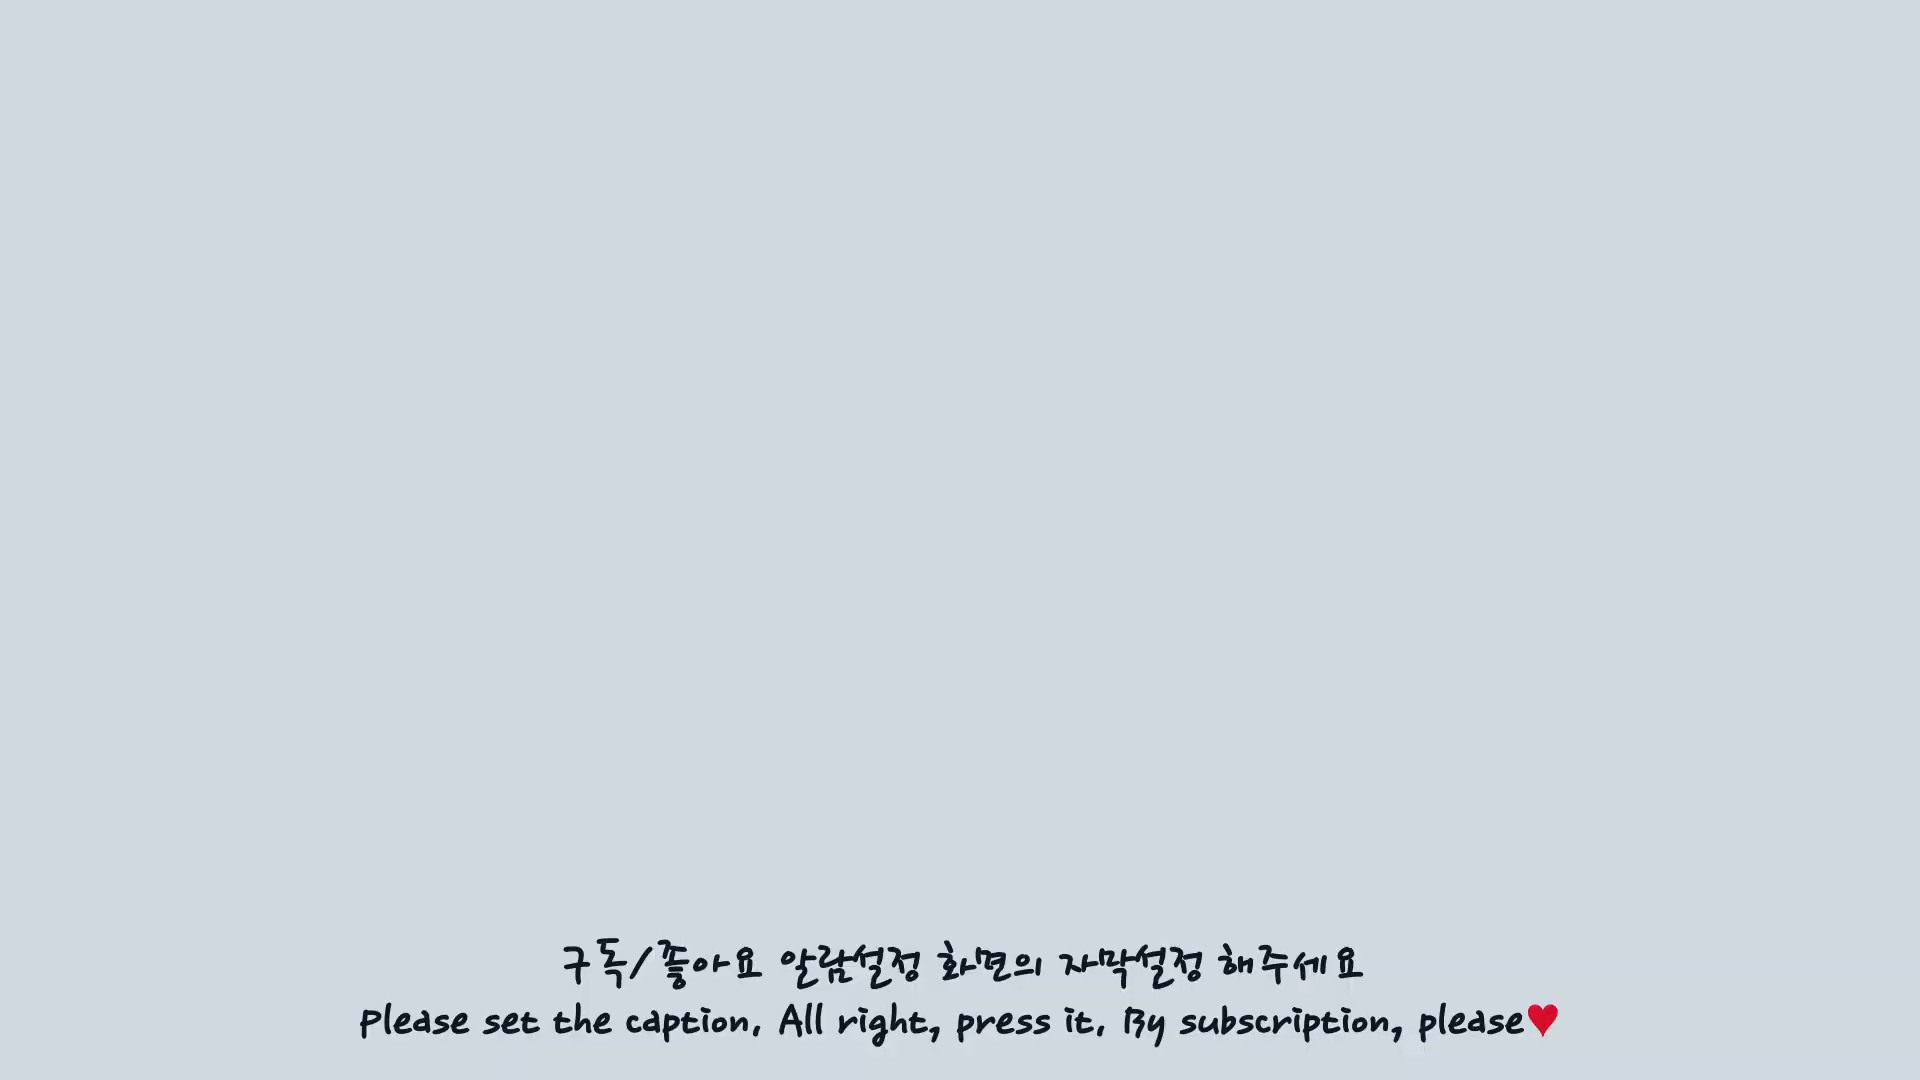 구독/좋아요 알람설정 화면의 자막설정 해주세요
Please set the caption. All right, press it. By subscription, please♥